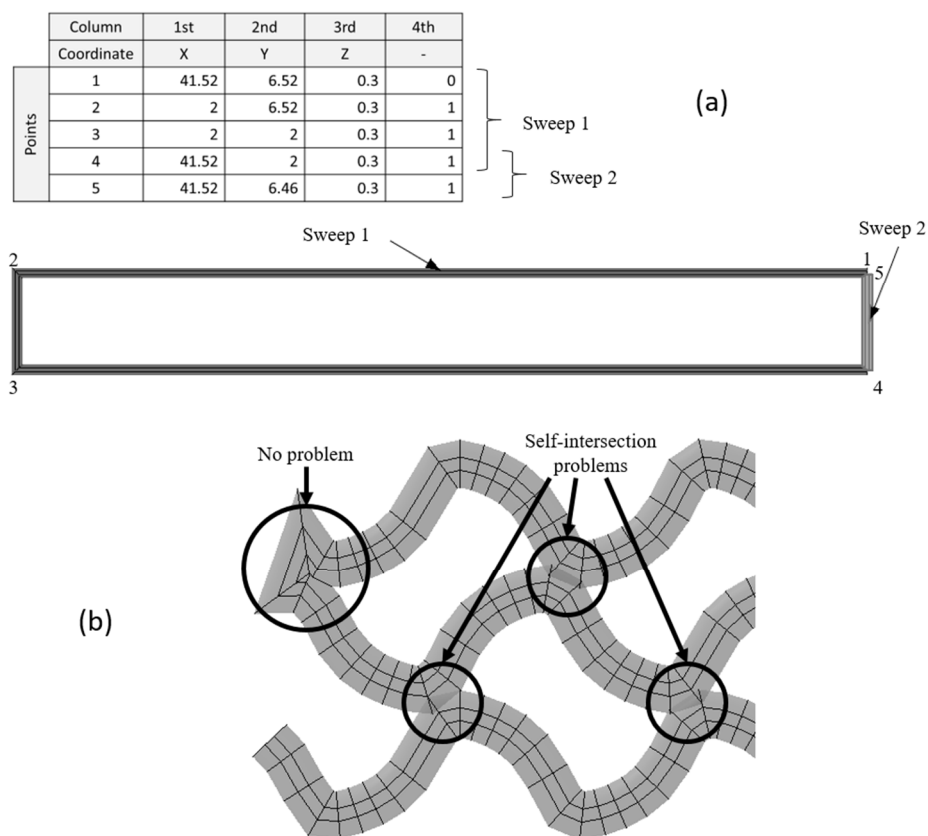 Column 1st 2nd 3rd 4th
Coordinate X Y Z -
Points
1 41.52 6.52 0.3 0
2 2 6.52 0.3 1
3 2 2 0.3 1
4 41.52 2 0.3 1
5 41.52 6.46 0.3 1
Sweep 1
Sweep 2
(a)
Sweep 1
Sweep 2
2
1
5
3
4
No problem
Self-intersection
problems
(b)